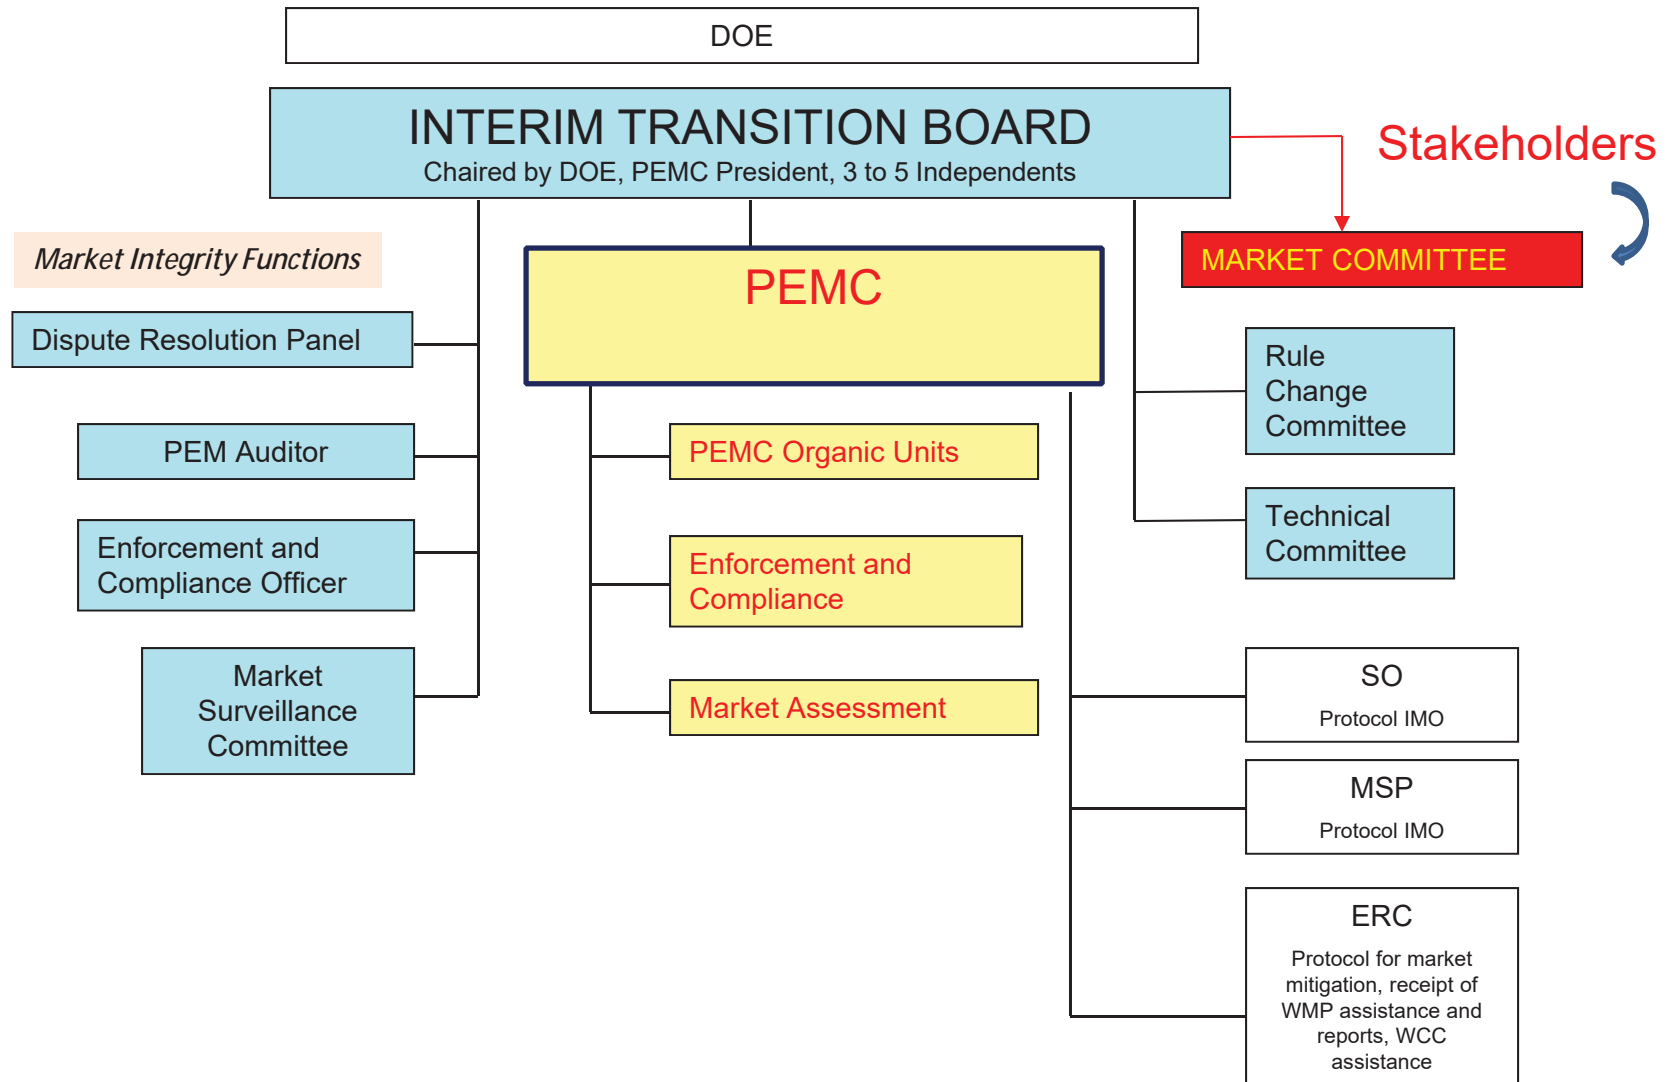 DOE
INTERIM TRANSITION BOARD
Chaired by DOE, PEMC President, 3 to 5 Independents
Stakeholders
Market Integrity Functions
PEMC
MARKET COMMITTEE
Dispute Resolution Panel
PEM Auditor
Enforcement and
Compliance Officer
Market
Surveillance
Committee
PEMC Organic Units
Enforcement and
Compliance
Market Assessment
Rule
Change
Committee
Technical
Committee
SO
Protocol IMO
MSP
Protocol IMO
ERC
Protocol for market
mitigation, receipt of
WMP assistance and
reports, WCC
assistance